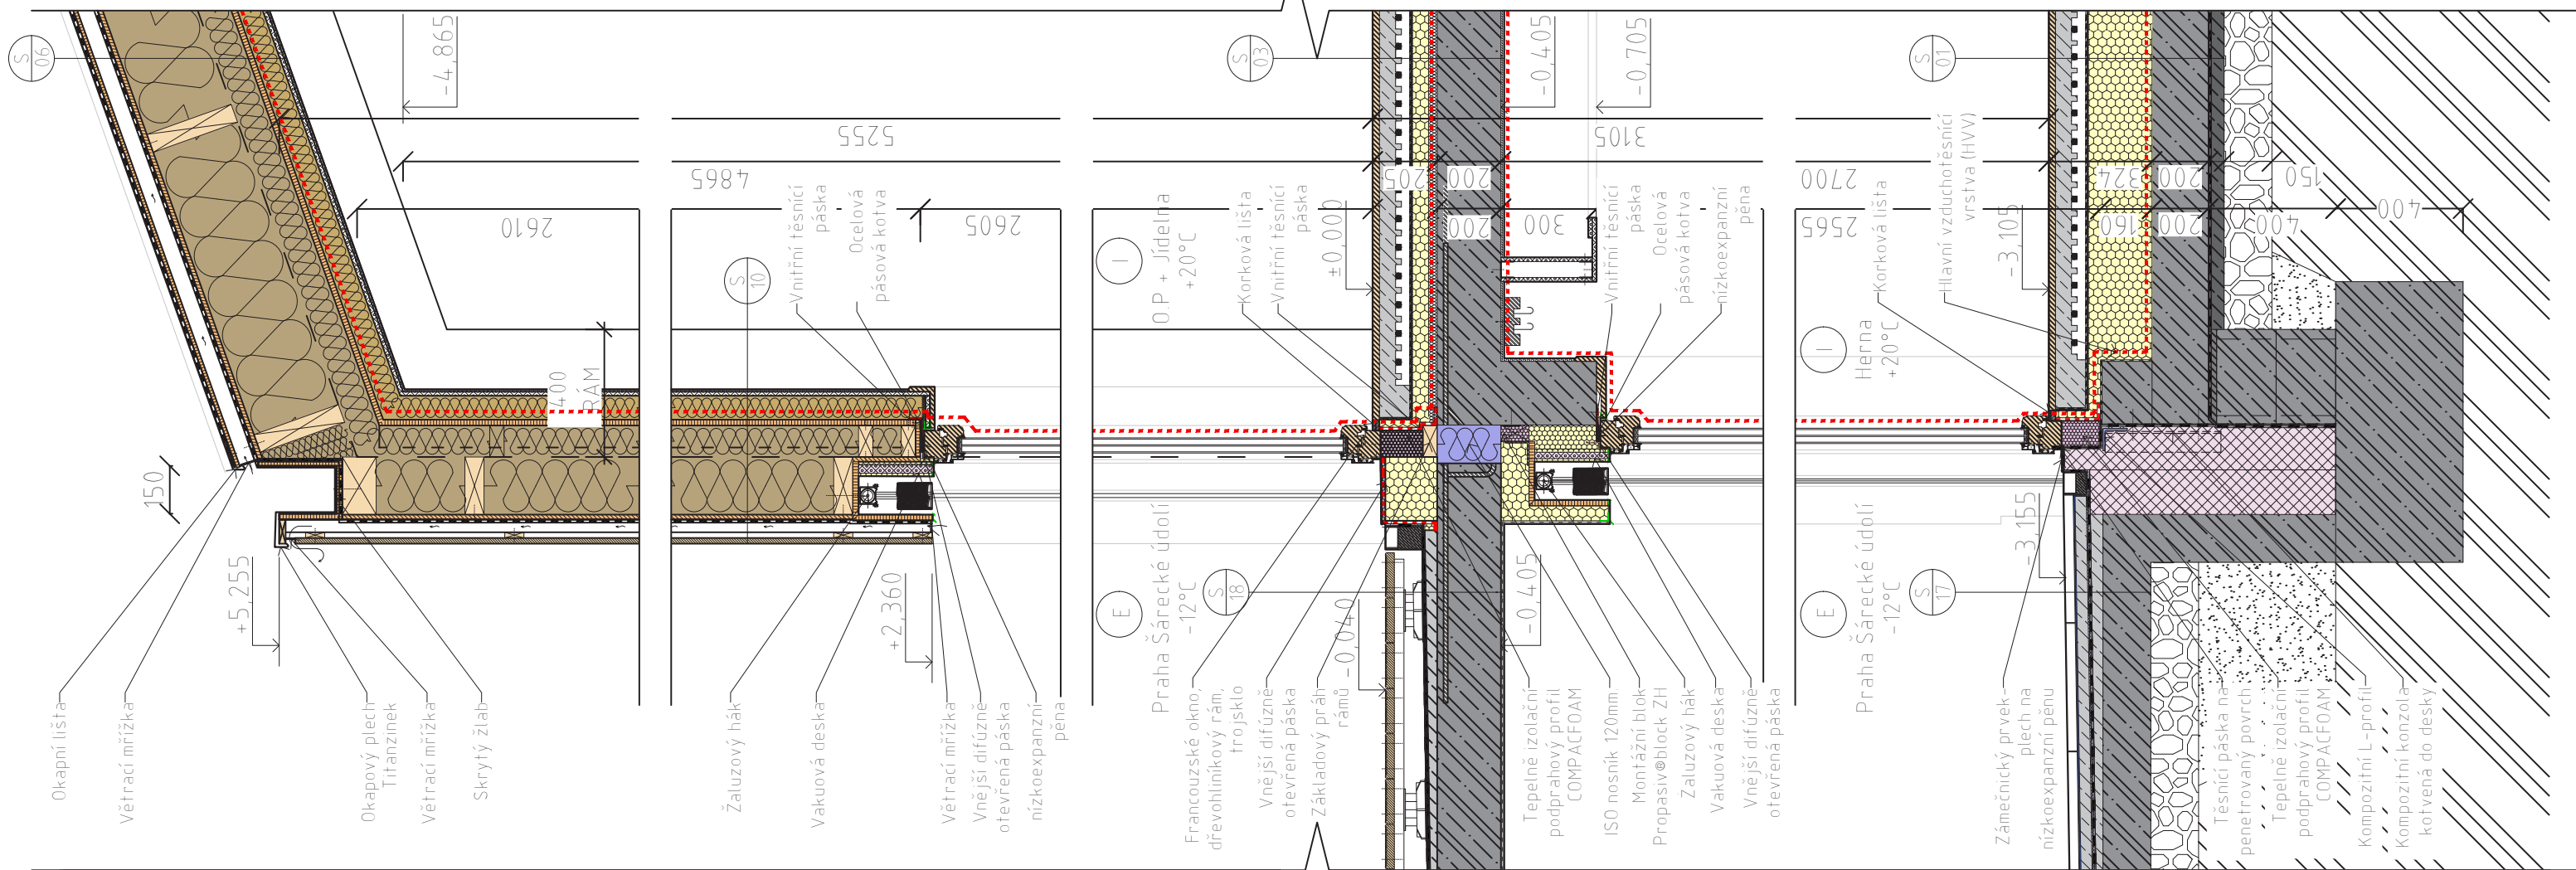 S
06
-4,865
5255
4865
2610
2605
S
10
Vnitřní těsnící
páska
Ocelová
pásová kotva
400
RÁM
150
+5,255
+2,360
Okapní lišta
Větrací mřížka
Okapový plech
Titanzinek
Větrací mřížka
Skrytý žlab
Žaluzový hák
Vakuová deska
Větrací mřížka
Vnější difúzně
otevřená páska
nízkoexpanzní
pěna
I
O.P + Jídelna
+20°C
E
Praha Šárecké údolí
-12°C
S
03
Korková lišta
Vnitřní těsnící
páska
±0,000
-0,405
-0,705
205
200
200
300
3105
2700
2565
Vnitřní těsnící
páska
Ocelová
pásová kotva
nízkoexpanzní
pěna
S
18
-0,040
-0,405
Francouzské okno,
dřevohliníkový rám,
trojsklo
Vnější difúzně
otevřená páska
Základový práh
rámů
Tepelně izolační
podprahový profil
COMPACFOAM
ISO nosník 120mm
Montážní blok
Propasiv®block ZH
Zaluzový hák
Vakuová deska
Vnější difúzně
otevřená páska
I
Herna
+20°C
E
Praha Šárecké údolí
-12°C
S
01
Korková lišta
Hlavní vzduchotěsnící
vrstva (HVV)
-3,105
324
200
150
160
200
400
400
S
17
-3,155
Zámečnický prvek-
plech na
nízkoexpanzní pěnu
Těsnící páska na
penetrovaný povrch
Tepelně izolační
podprahový profil
COMPACFOAM
Kompozitní L-profil
Kompozitní konzola
kotvená do desky